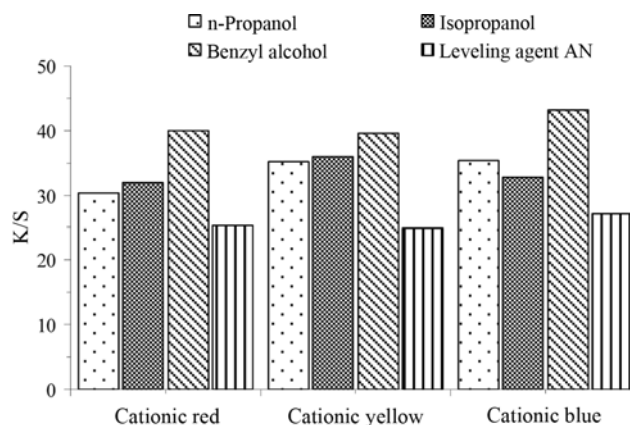 n-Propanol Isopropanol
Benzyl alcohol Leveling agent AN
50
40
30
20
10
0
K/S
Cationic red Cationic yellow Cationic blue